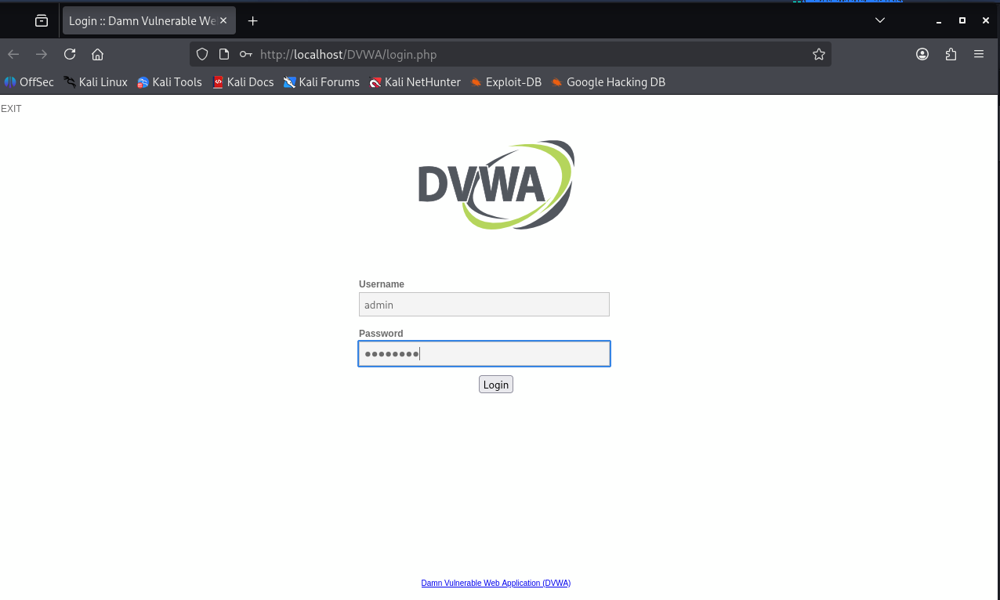 Login :: Damn Vulnerable We
http://localhost/DVWA/login.php
OffSec Kali Linux Kali Tools Kali Docs Kali Forums Kali NetHunter Exploit-DB Google Hacking DB
EXIT
DVWA
Username
admin
Password
Login
Damn Vulnerable Web Application (DVWA)